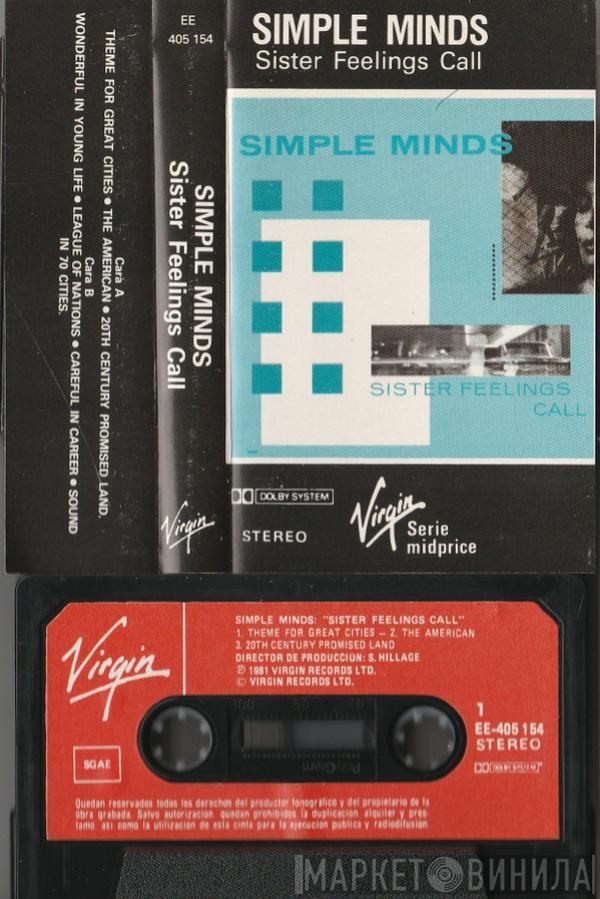 EE
405 154
SIMPLE MINDS
Sister Feelings Call
Cara A
THEME FOR GREAT CITIES ● THE AMERICAN ● 20TH CENTURY PROMISED LAND.
Cara B
WONDERFUL IN YOUNG LIFE ● LEAGUE OF NATIONS ● CAREFUL IN CAREER ● SOUND
IN 70 CITIES.
SIMPLE MINDS
Sister Feelings Call
Virgin
SIMPLE MINDS
SISTER FEELINGS
CALL
DOLBY SYSTEM
STEREO
Virgin
Serie
midprice
Virgin
SIMPLE MINDS: "SISTER FEELINGS CALL"
1. THEME FOR GREAT CITIES – 2. THE AMERICAN
3. 20TH CENTURY PROMISED LAND
DIRECTOR DE PRODUCCION: S. HILLAGE
℗ 1981 VIRGIN RECORDS LTD.
© VIRGIN RECORDS LTD.
100 50 0
PolyGram
1
EE-405 154
STEREO
DOLBY SYSTEM
SGAE
Quedan reservados todos los derechos del productor fonográfico y del propietario de la
obra grabada. Salvo autorización, quedan prohibidos la duplicación, alquiler y prés-
tamo, así como la utilización de esta cinta para la ejecución pública y radiodifusión.
МАРКЕТ ВИНИЛА